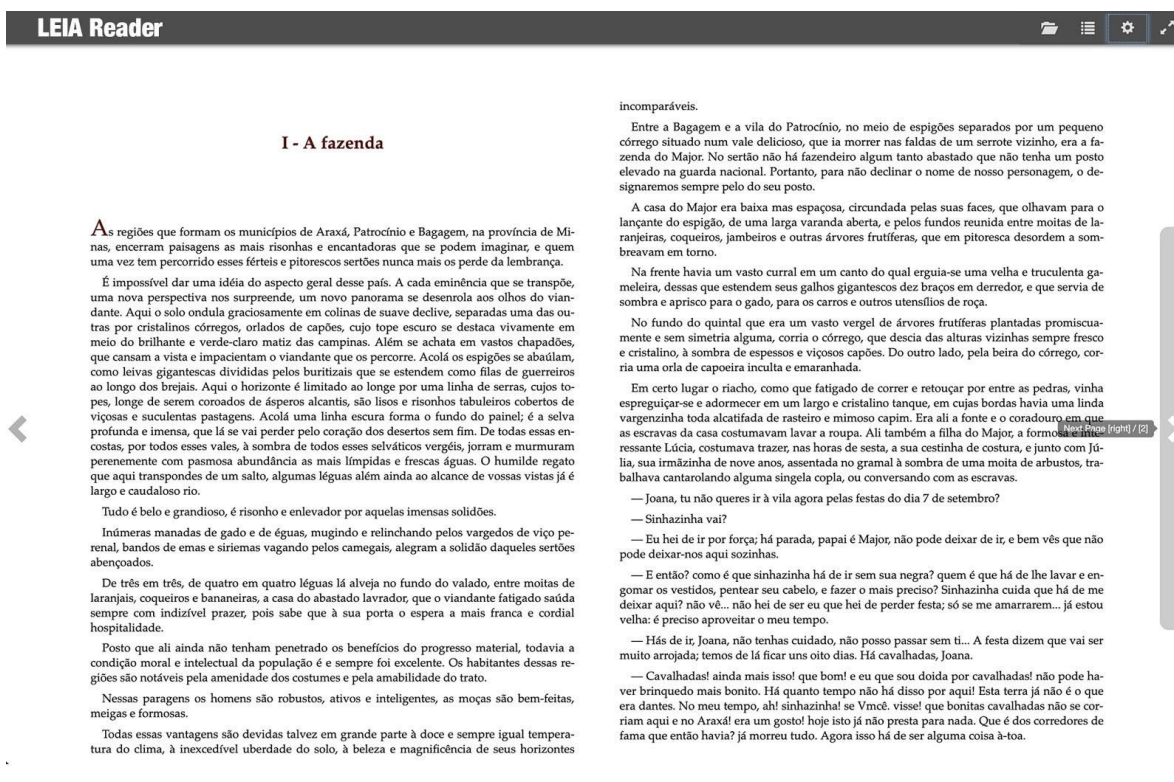 LEIA Reader
I - A fazenda
As regiões que formam os municípios de Araxá, Patrocínio e Bagagem, na província de Mi-
nas, encerram paisagens as mais risonhas e encantadoras que se podem imaginar, e quem
uma vez tem percorrido esses férteis e pitorescos sertões nunca mais os perde da lembrança.
É impossível dar uma idéia do aspecto geral desse país. A cada eminência que se transpõe,
uma nova perspectiva nos surpreende, um novo panorama se desenrola aos olhos do vian-
dante. Aqui o solo ondula graciosamente em colinas de suave declive, separadas uma das ou-
tras por cristalinos córregos, orlados de capões, cujo tope escuro se destaca vivamente em
meio do brilhante e verde-claro matiz das campinas. Além se achata em vastos chapadões,
que cansam a vista e impacientam o viandante que os percorre. Acolá os espigões se abaúlam,
como leivas gigantescas divididas pelos buritizais que se estendem como filas de guerreiros
ao longo dos brejais. Aqui o horizonte é limitado ao longe por uma linha de serras, cujos to-
pes, longe de serem coroados de ásperos alcantis, são lisos e risonhos tabuleiros cobertos de
viçosas e suculentas pastagens. Acolá uma linha escura forma o fundo do painel; é a selva
profunda e imensa, que lá se vai perder pelo coração dos desertos sem fim. De todas essas en-
costas, por todos esses vales, à sombra de todos esses selváticos vergéis, jorram e murmuram
perenemente com pasmosa abundância as mais límpidas e frescas águas. O humilde regato
que aqui transpondes de um salto, algumas léguas além ainda ao alcance de vossas vistas já é
largo e caudaloso rio.
Tudo é belo e grandioso, é risonho e enlevador por aquelas imensas solidões.
Inúmeras manadas de gado e de éguas, mugindo e relinchando pelos vargedos de viço pe-
renal, bandos de emas e siriemas vagando pelos camegais, alegram a solidão daqueles sertões
abençoados.
De três em três, de quatro em quatro léguas lá alveja no fundo do valado, entre moitas de
laranjais, coqueiros e bananeiras, a casa do abastado lavrador, que o viandante fatigado saúda
sempre com indizível prazer, pois sabe que à sua porta o espera a mais franca e cordial
hospitalidade.
Posto que ali ainda não tenham penetrado os benefícios do progresso material, todavia a
condição moral e intelectual da população é e sempre foi excelente. Os habitantes dessas re-
giões são notáveis pela amenidade dos costumes e pela amabilidade do trato.
Nessas paragens os homens são robustos, ativos e inteligentes, as moças são bem-feitas,
meigas e formosas.
Todas essas vantagens são devidas talvez em grande parte à doce e sempre igual tempera-
tura do clima, à inexcedível uberdade do solo, à beleza e magnificência de seus horizontes
incomparáveis.
Entre a Bagagem e a vila do Patrocínio, no meio de espigões separados por um pequeno
córrego situado num vale delicioso, que ia morrer nas faldas de um serrote vizinho, era a fa-
zenda do Major. No sertão não há fazendeiro algum tanto abastado que não tenha um posto
elevado na guarda nacional. Portanto, para não declinar o nome de nosso personagem, o de-
signaremos sempre pelo do seu posto.
A casa do Major era baixa mas espaçosa, circundada pelas suas faces, que olhavam para o
lançante do espigão, de uma larga varanda aberta, e pelos fundos reunida entre moitas de la-
ranjeiras, coqueiros, jambeiros e outras árvores frutíferas, que em pitoresca desordem a som-
breavam em torno.
Na frente havia um vasto curral em um canto do qual erguia-se uma velha e truculenta ga-
meleira, dessas que estendem seus galhos gigantescos dez braços em derredor, e que servia de
sombra e aprisco para o gado, para os carros e outros utensílios de roça.
No fundo do quintal que era um vasto vergel de árvores frutíferas plantadas promiscua-
mente e sem simetria alguma, corria o córrego, que descia das alturas vizinhas sempre fresco
e cristalino, à sombra de espessos e viçosos capões. Do outro lado, pela beira do córrego, cor-
ria uma orla de capoeira inculta e emaranhada.
Em certo lugar o riacho, como que fatigado de correr e retouçar por entre as pedras, vinha
espreguiçar-se e adormecer em um largo e cristalino tanque, em cujas bordas havia uma linda
vargenzinha toda alcatifada de rasteiro e mimoso capim. Era ali a fonte e o coradouro em que
as escravas da casa costumavam lavar a roupa. Ali também a filha do Major, a formosa e inte-
Next Page [right] / [2]
ressante Lúcia, costumava trazer, nas horas de sesta, a sua cestinha de costura, e junto com Jú-
lia, sua irmãzinha de nove anos, assentada no gramal à sombra de uma moita de arbustos, tra-
balhava cantarolando alguma singela copla, ou conversando com as escravas.
— Joana, tu não queres ir à vila agora pelas festas do dia 7 de setembro?
— Sinhazinha vai?
— Eu hei de ir por força; há parada, papai é Major, não pode deixar de ir, e bem vês que não
pode deixar-nos aqui sozinhas.
— E então? como é que sinhazinha há de ir sem sua negra? quem é que há de lhe lavar e en-
gomar os vestidos, pentear seu cabelo, e fazer o mais preciso? Sinhazinha cuida que há de me
deixar aqui? não vê... não hei de ser eu que hei de perder festa; só se me amarrarem... já estou
velha: é preciso aproveitar o meu tempo.
— Hás de ir, Joana, não tenhas cuidado, não posso passar sem ti... A festa dizem que vai ser
muito arrojada; temos de lá ficar uns oito dias. Há cavalhadas, Joana.
— Cavalhadas! ainda mais isso! que bom! e eu que sou doida por cavalhadas! não pode ha-
ver brinquedo mais bonito. Há quanto tempo não há disso por aqui! Esta terra já não é o que
era dantes. No meu tempo, ah! sinhazinha! se Vmcê. visse! que bonitas cavalhadas não se cor-
riam aqui e no Araxá! era um gosto! hoje isto já não presta para nada. Que é dos corredores de
fama que então havia? já morreu tudo. Agora isso há de ser alguma coisa à-toa.